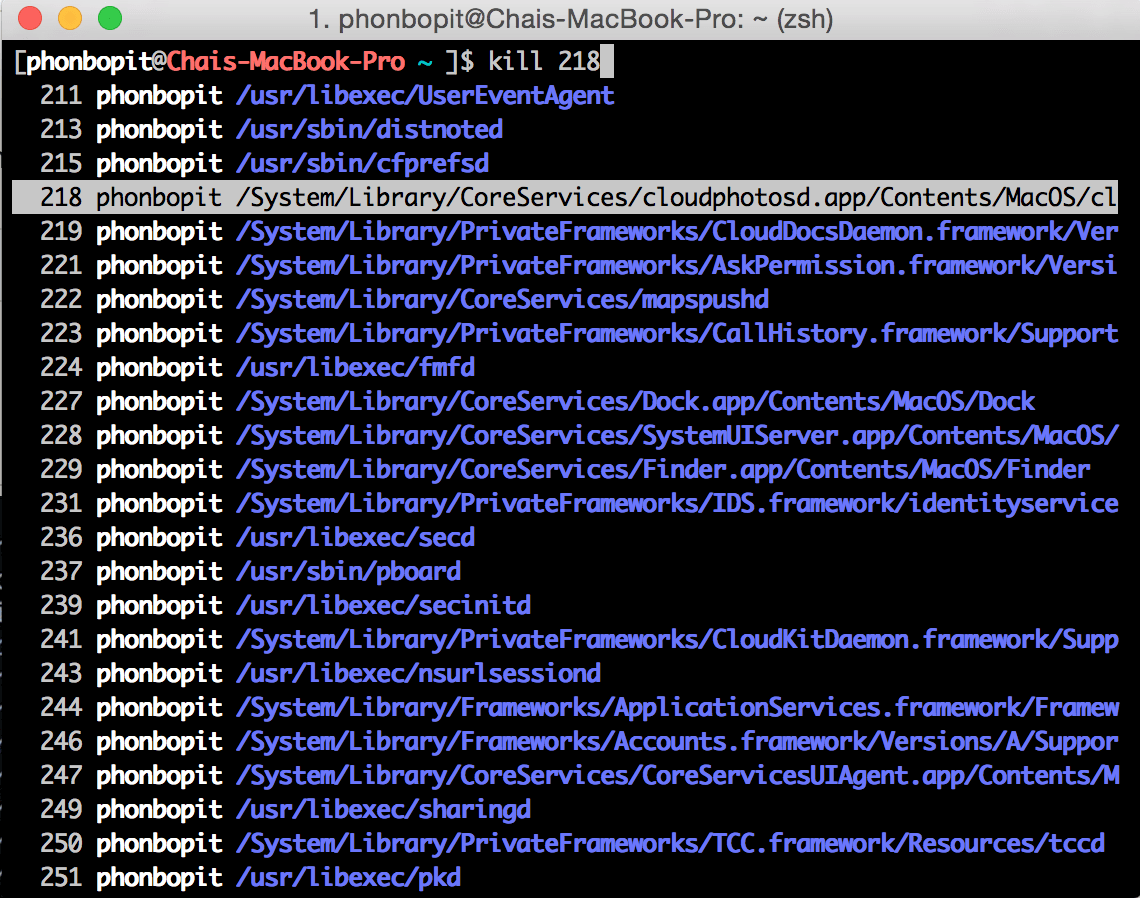 1. phonbopit@Chais-MacBook-Pro: ~ (zsh)
[phonbopit@Chais-MacBook-Pro ~ ]$ kill 218
211 phonbopit /usr/libexec/UserEventAgent
213 phonbopit /usr/sbin/distnoted
215 phonbopit /usr/sbin/cfprefsd
218 phonbopit /System/Library/CoreServices/cloudphotosd.app/Contents/MacOS/cl
219 phonbopit /System/Library/PrivateFrameworks/CloudDocsDaemon.framework/Ver
221 phonbopit /System/Library/PrivateFrameworks/AskPermission.framework/Versi
222 phonbopit /System/Library/CoreServices/mapspushd
223 phonbopit /System/Library/PrivateFrameworks/CallHistory.framework/Support
224 phonbopit /usr/libexec/fmfd
227 phonbopit /System/Library/CoreServices/Dock.app/Contents/MacOS/Dock
228 phonbopit /System/Library/CoreServices/SystemUIServer.app/Contents/MacOS/
229 phonbopit /System/Library/CoreServices/Finder.app/Contents/MacOS/Finder
231 phonbopit /System/Library/PrivateFrameworks/IDS.framework/identityservice
236 phonbopit /usr/libexec/secd
237 phonbopit /usr/sbin/pboard
239 phonbopit /usr/libexec/secinitd
241 phonbopit /System/Library/PrivateFrameworks/CloudKitDaemon.framework/Supp
243 phonbopit /usr/libexec/nsurlsessiond
244 phonbopit /System/Library/Frameworks/ApplicationServices.framework/Framew
246 phonbopit /System/Library/Frameworks/Accounts.framework/Versions/A/Suppor
247 phonbopit /System/Library/CoreServices/CoreServicesUIAgent.app/Contents/M
249 phonbopit /usr/libexec/sharingd
250 phonbopit /System/Library/PrivateFrameworks/TCC.framework/Resources/tccd
251 phonbopit /usr/libexec/pkd